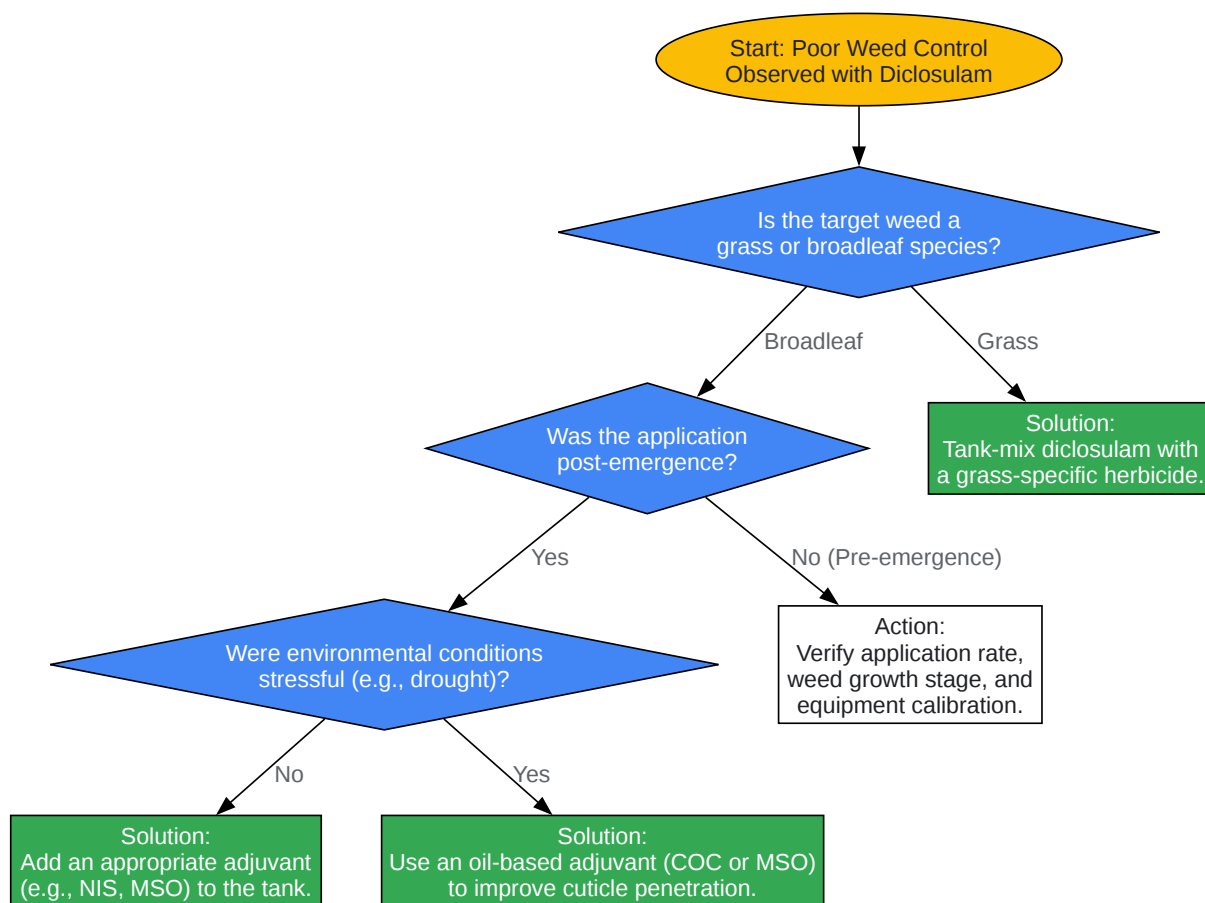 Start: Poor Weed Control
Observed with Diclosulam
Is the target weed a
grass or broadleaf species?
Broadleaf
Grass
Was the application
post-emergence?
Solution:
Tank-mix diclosulam with
a grass-specific herbicide.
Yes
No (Pre-emergence)
Were environmental conditions
stressful (e.g., drought)?
Action:
Verify application rate,
weed growth stage, and
equipment calibration.
No
Yes
Solution:
Add an appropriate adjuvant
(e.g., NIS, MSO) to the tank.
Solution:
Use an oil-based adjuvant (COC or MSO)
to improve cuticle penetration.